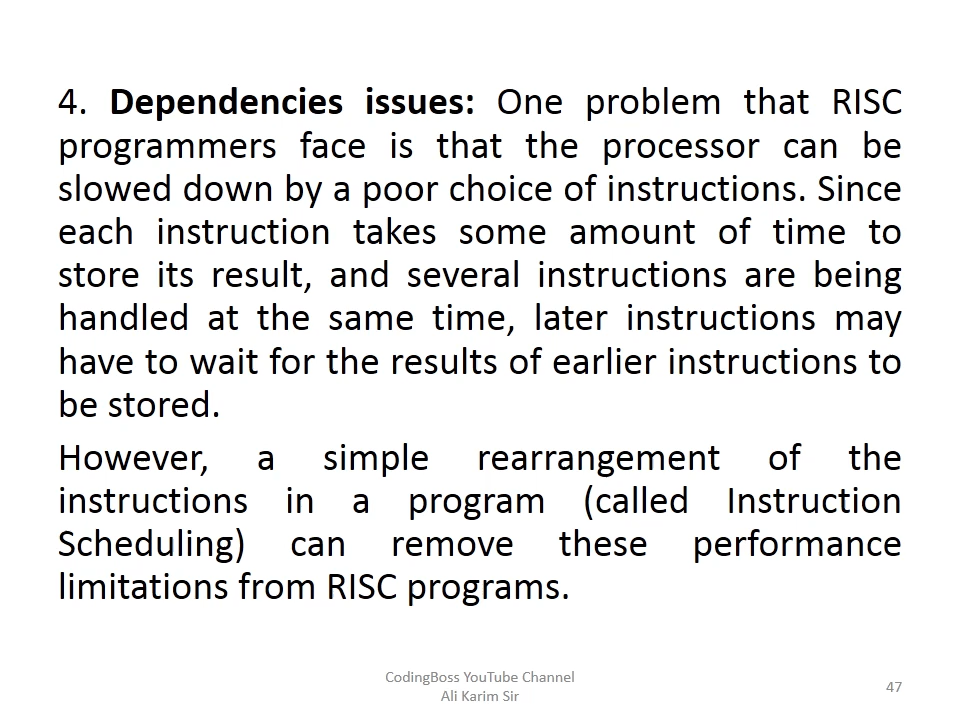 4. Dependencies issues: One problem that RISC
programmers face is that the processor can be
slowed down by a poor choice of instructions. Since
each instruction takes some amount of time to
store its result, and several instructions are being
handled at the same time, later instructions may
have to wait for the results of earlier instructions to
be stored.
However, a simple rearrangement of the
instructions in a program (called Instruction
Scheduling) can remove these performance
limitations from RISC programs.
CodingBoss YouTube Channel
Ali Karim Sir
47